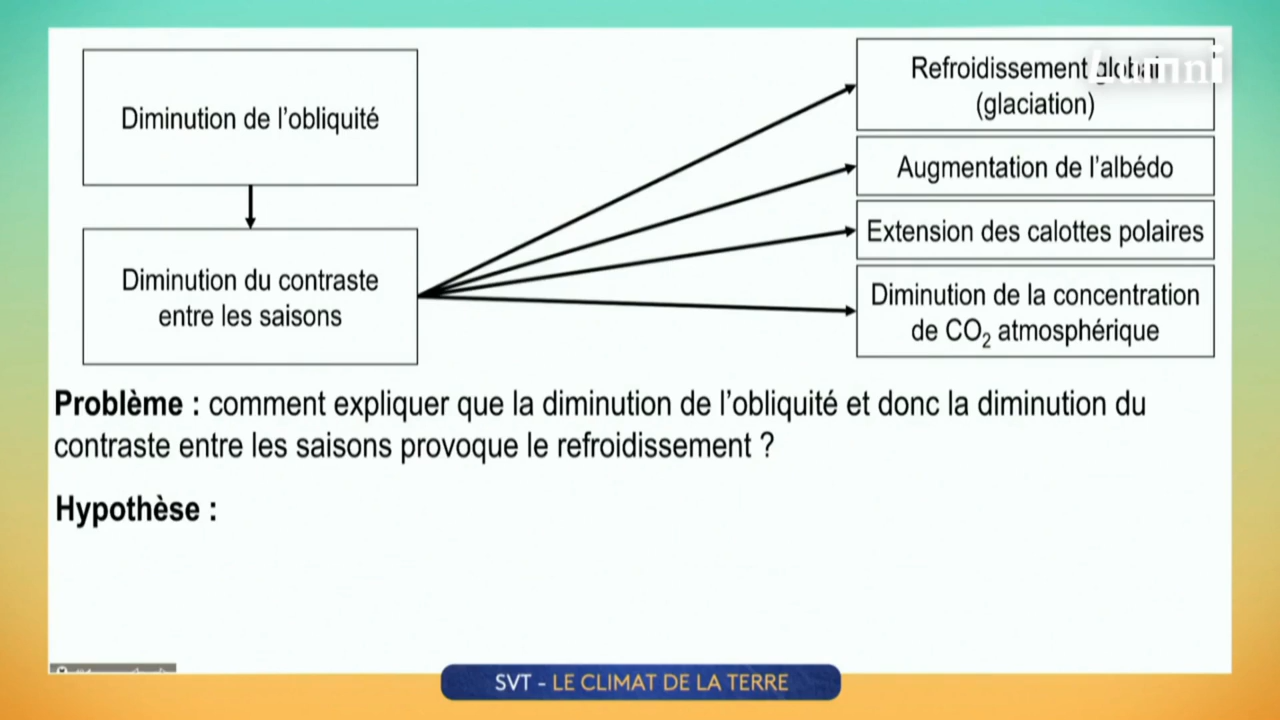 Diminution de l'obliquité
Diminution du contraste
entre les saisons
Refroidissement global
(glaciation)
Augmentation de l'albédo
Extension des calottes polaires
Diminution de la concentration
de CO₂ atmosphérique
Problème : comment expliquer que la diminution de l'obliquité et donc la diminution du
contraste entre les saisons provoque le refroidissement ?
Hypothèse :
SVT - LE CLIMAT DE LA TERRE
Lumni